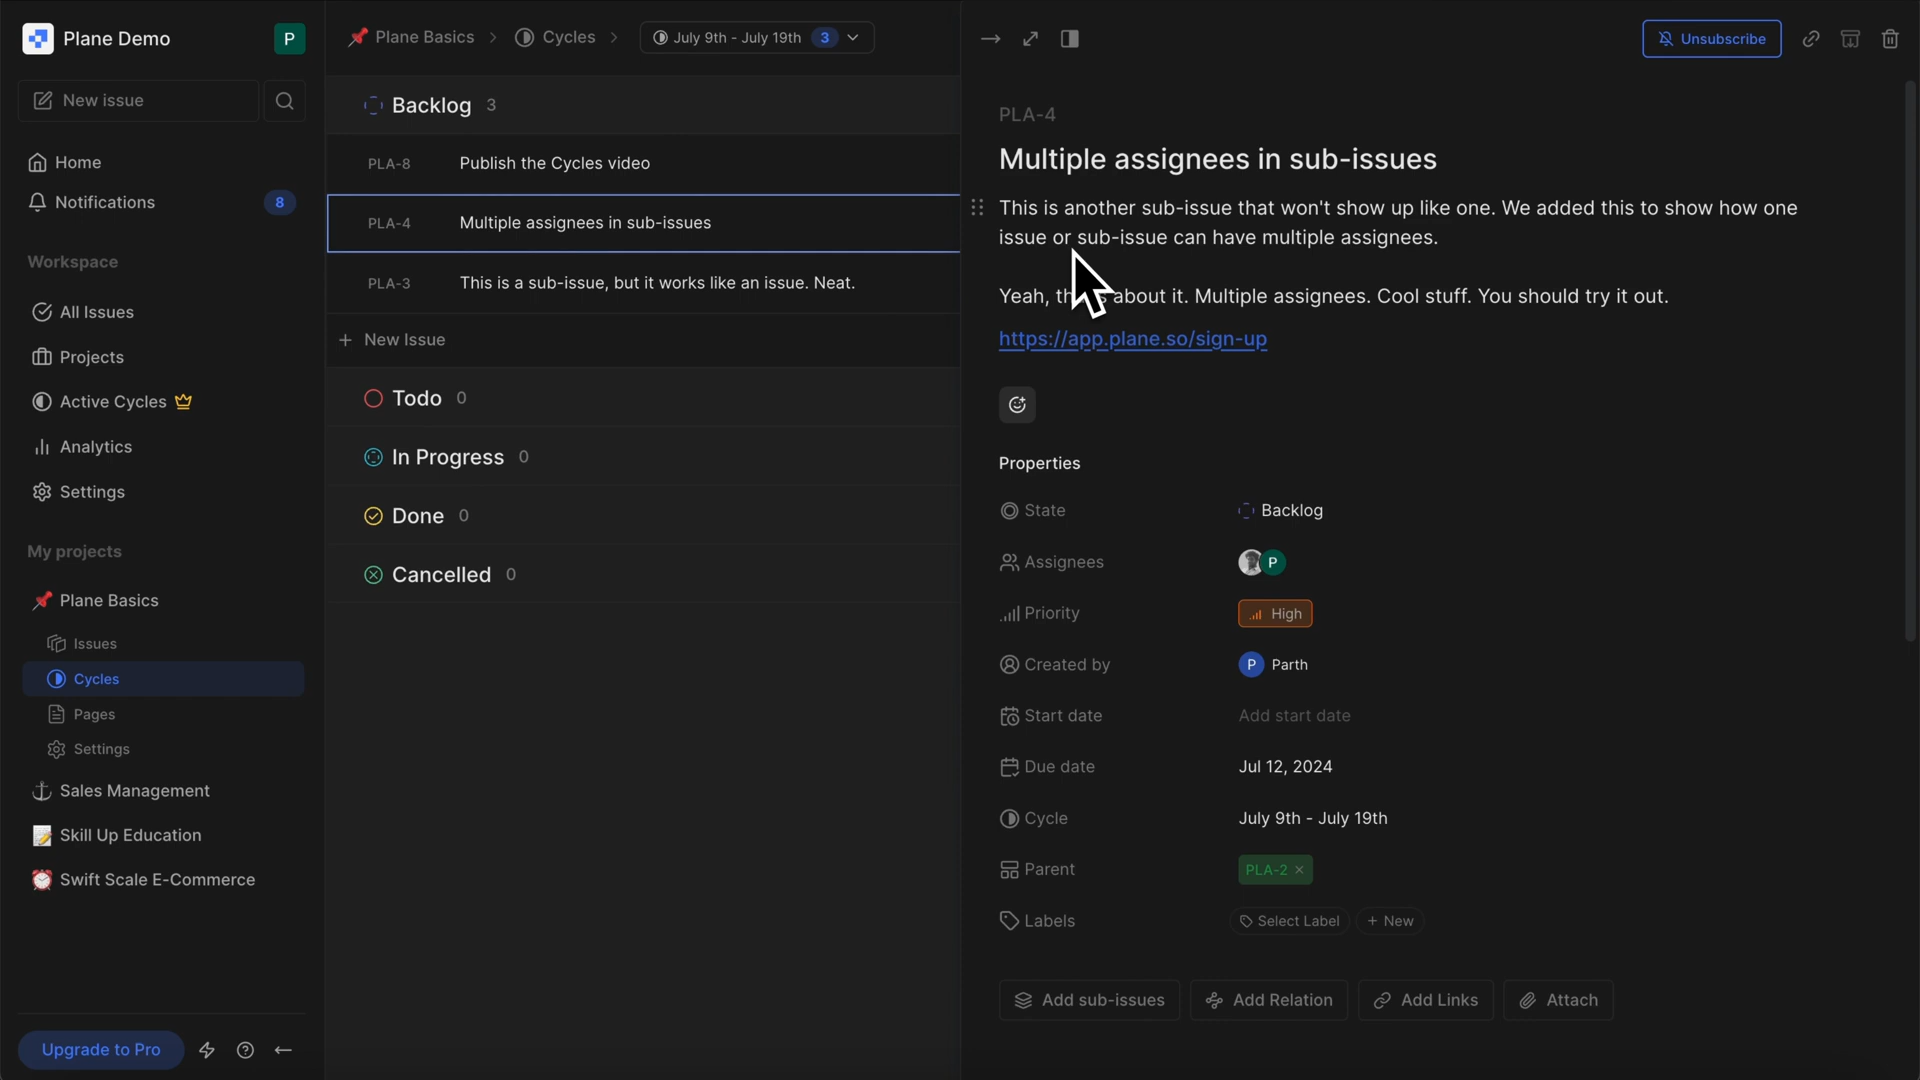 Plane Demo
P
New issue
Home
Notifications 8
Workspace
All Issues
Projects
Active Cycles
Analytics
Settings
My projects
Plane Basics
Issues
Cycles
Pages
Settings
Sales Management
Skill Up Education
Swift Scale E-Commerce
Upgrade to Pro
Plane Basics > Cycles > July 9th - July 19th 3
Backlog 3
PLA-8 Publish the Cycles video
PLA-4 Multiple assignees in sub-issues
PLA-3 This is a sub-issue, but it works like an issue. Neat.
+ New Issue
Todo 0
In Progress 0
Done 0
Cancelled 0
Unsubscribe
PLA-4
Multiple assignees in sub-issues
This is another sub-issue that won't show up like one. We added this to show how one
issue or sub-issue can have multiple assignees.
Yeah, about it. Multiple assignees. Cool stuff. You should try it out.
https://app.plane.so/sign-up
Properties
State Backlog
Assignees P
Priority High
Created by P Parth
Start date Add start date
Due date Jul 12, 2024
Cycle July 9th - July 19th
Parent PLA-2 ×
Labels Select Label + New
Add sub-issues Add Relation Add Links Attach